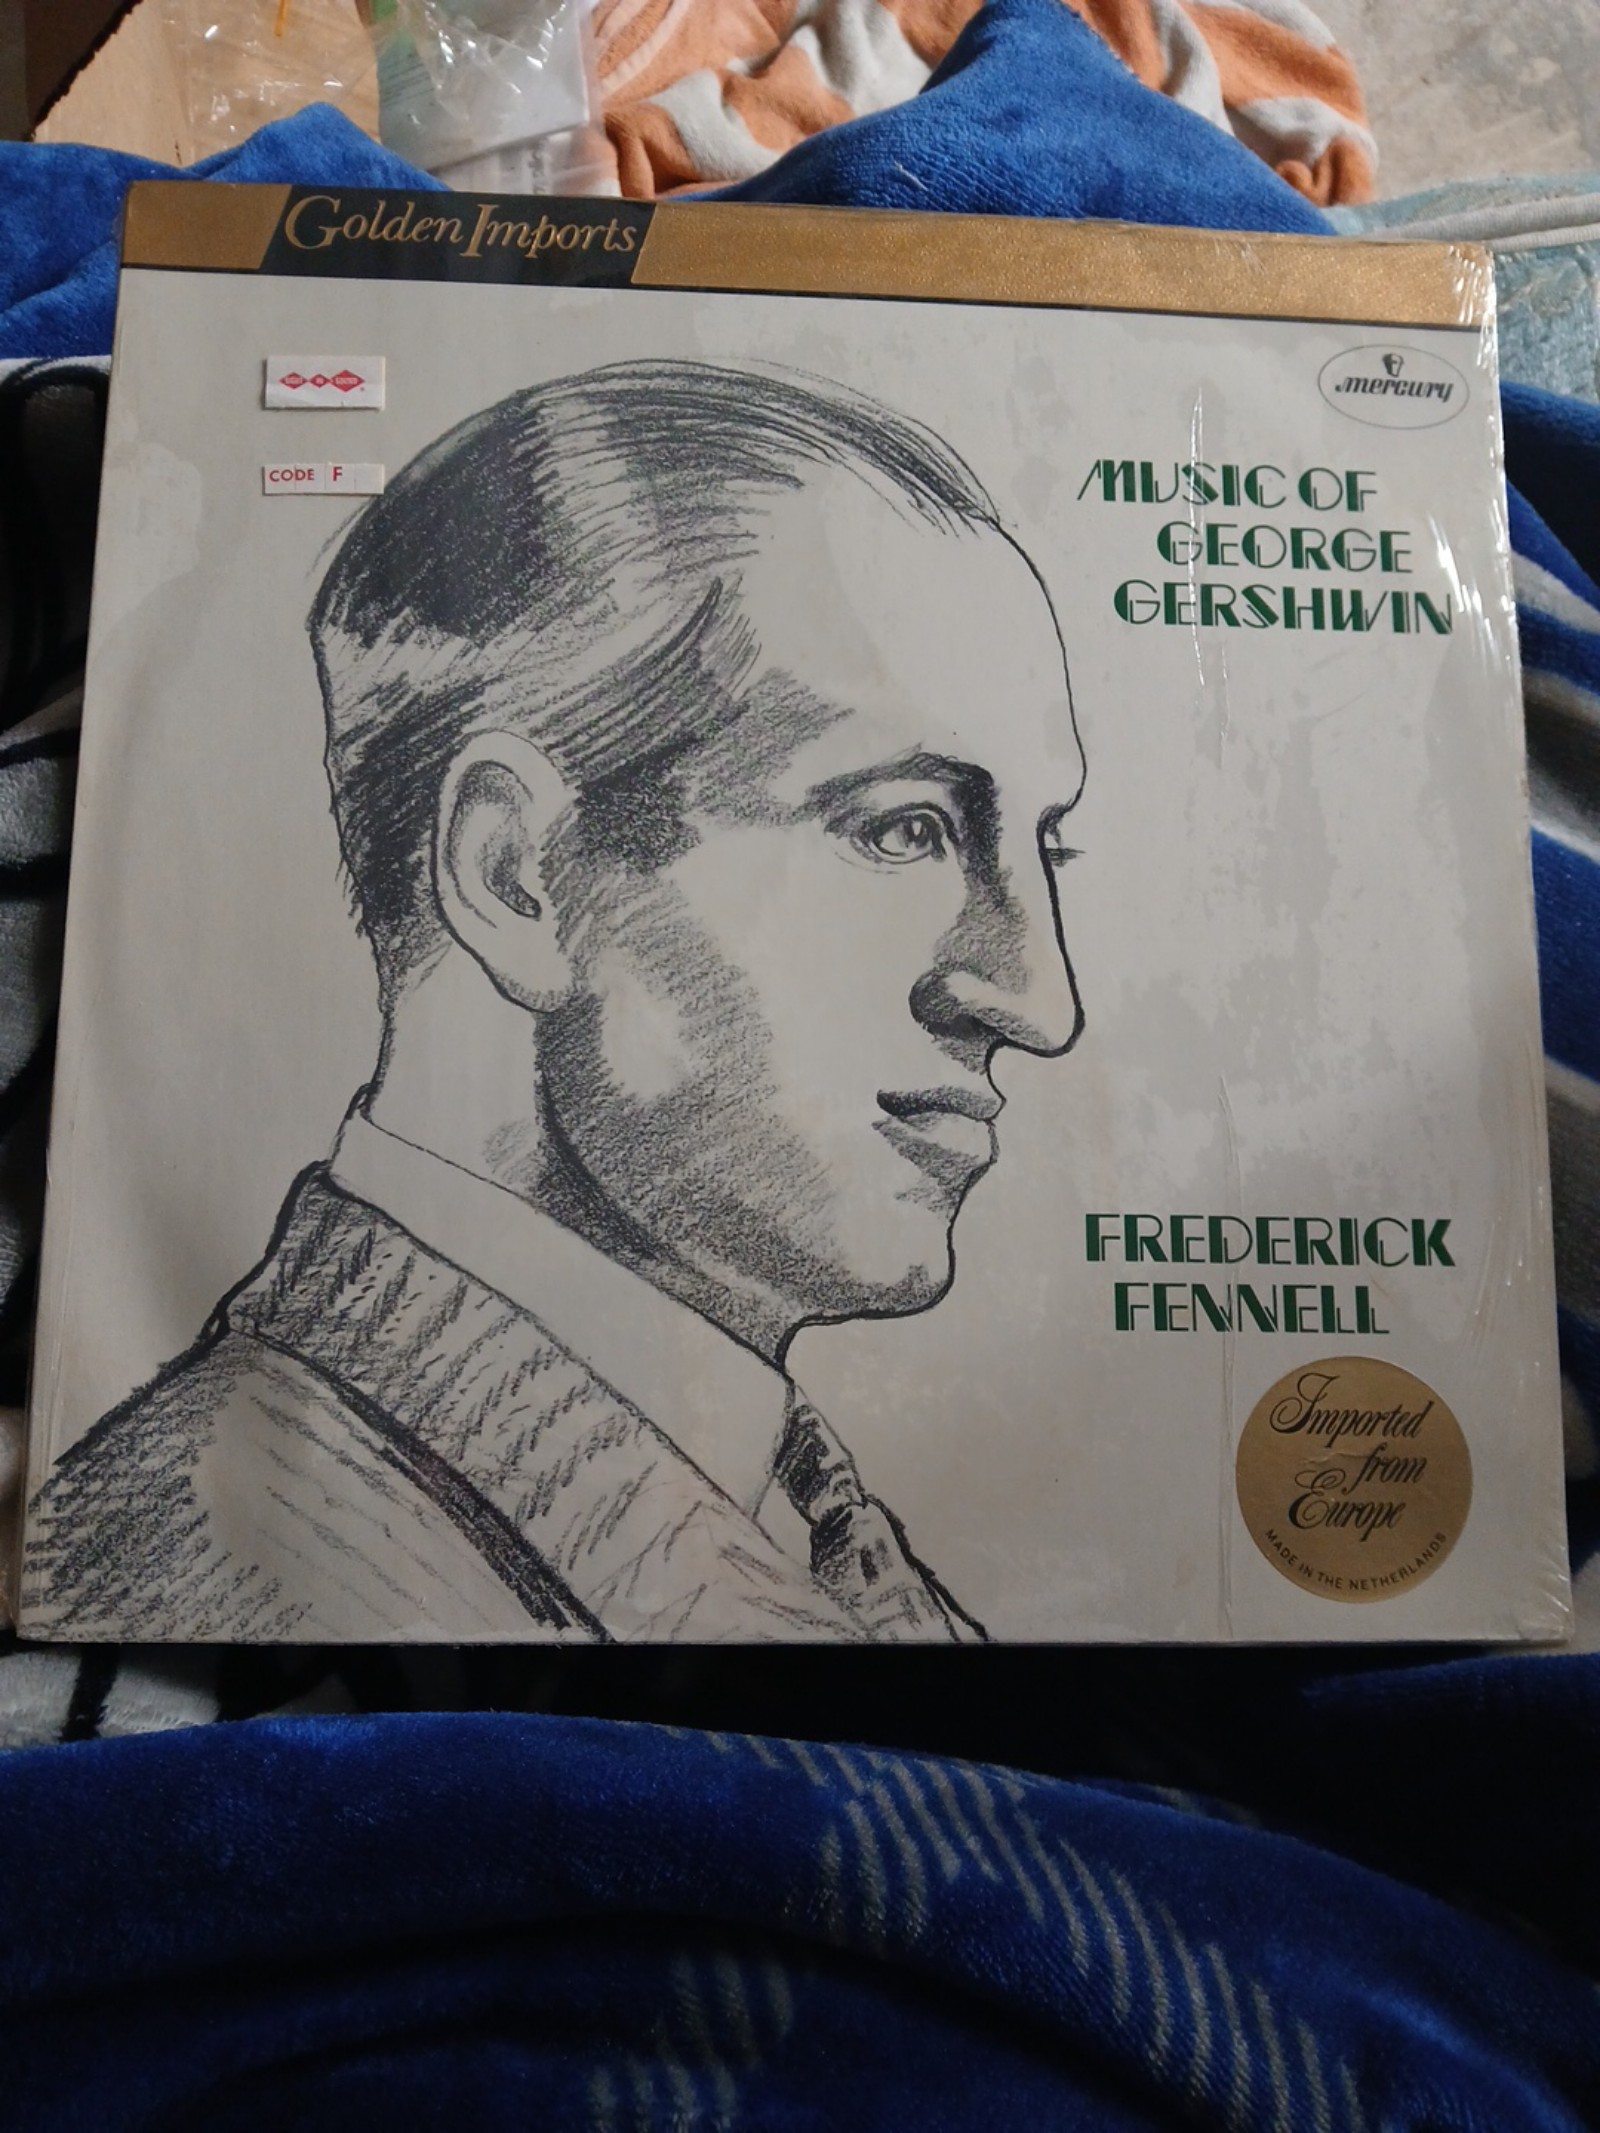 Golden Imports
mercury
CODE F
MUSIC OF
GEORGE
GERSHWIN
FREDERICK
FENNELL
Imported
from
Europe
MADE IN THE NETHERLANDS